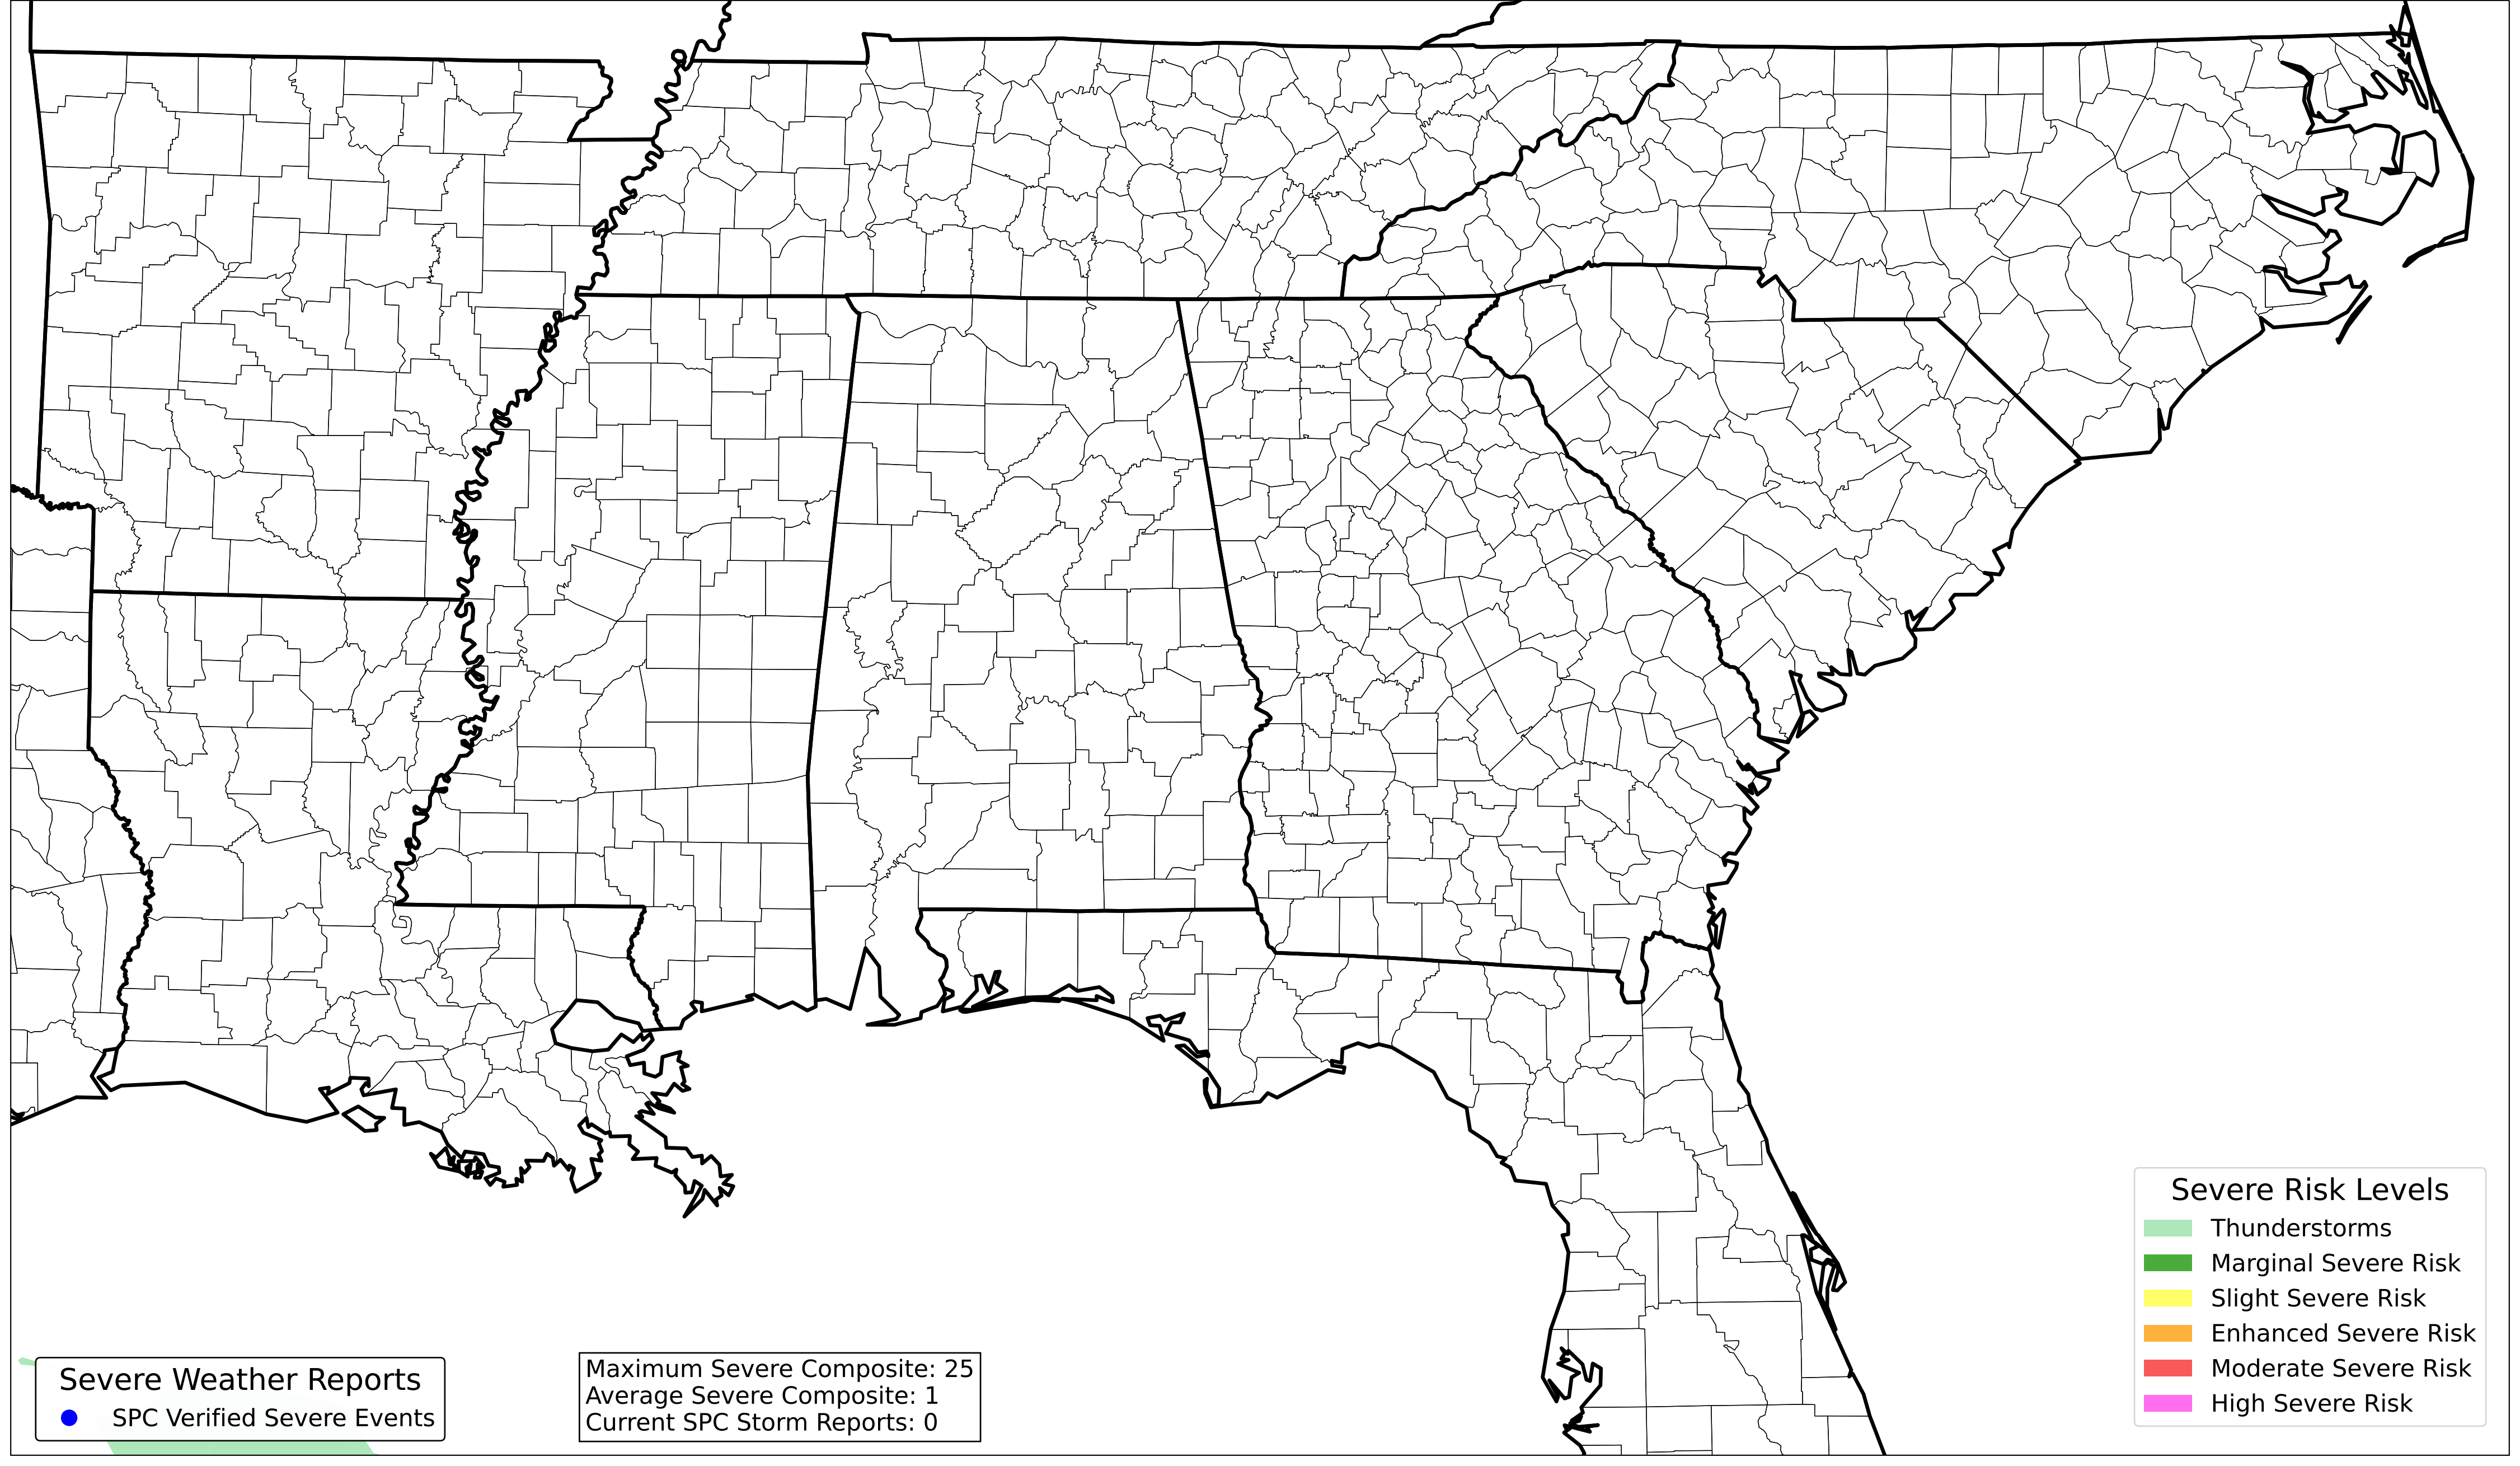 Severe Weather Reports
SPC Verified Severe Events
Maximum Severe Composite: 25
Average Severe Composite: 1
Current SPC Storm Reports: 0
Severe Risk Levels
Thunderstorms
Marginal Severe Risk
Slight Severe Risk
Enhanced Severe Risk
Moderate Severe Risk
High Severe Risk